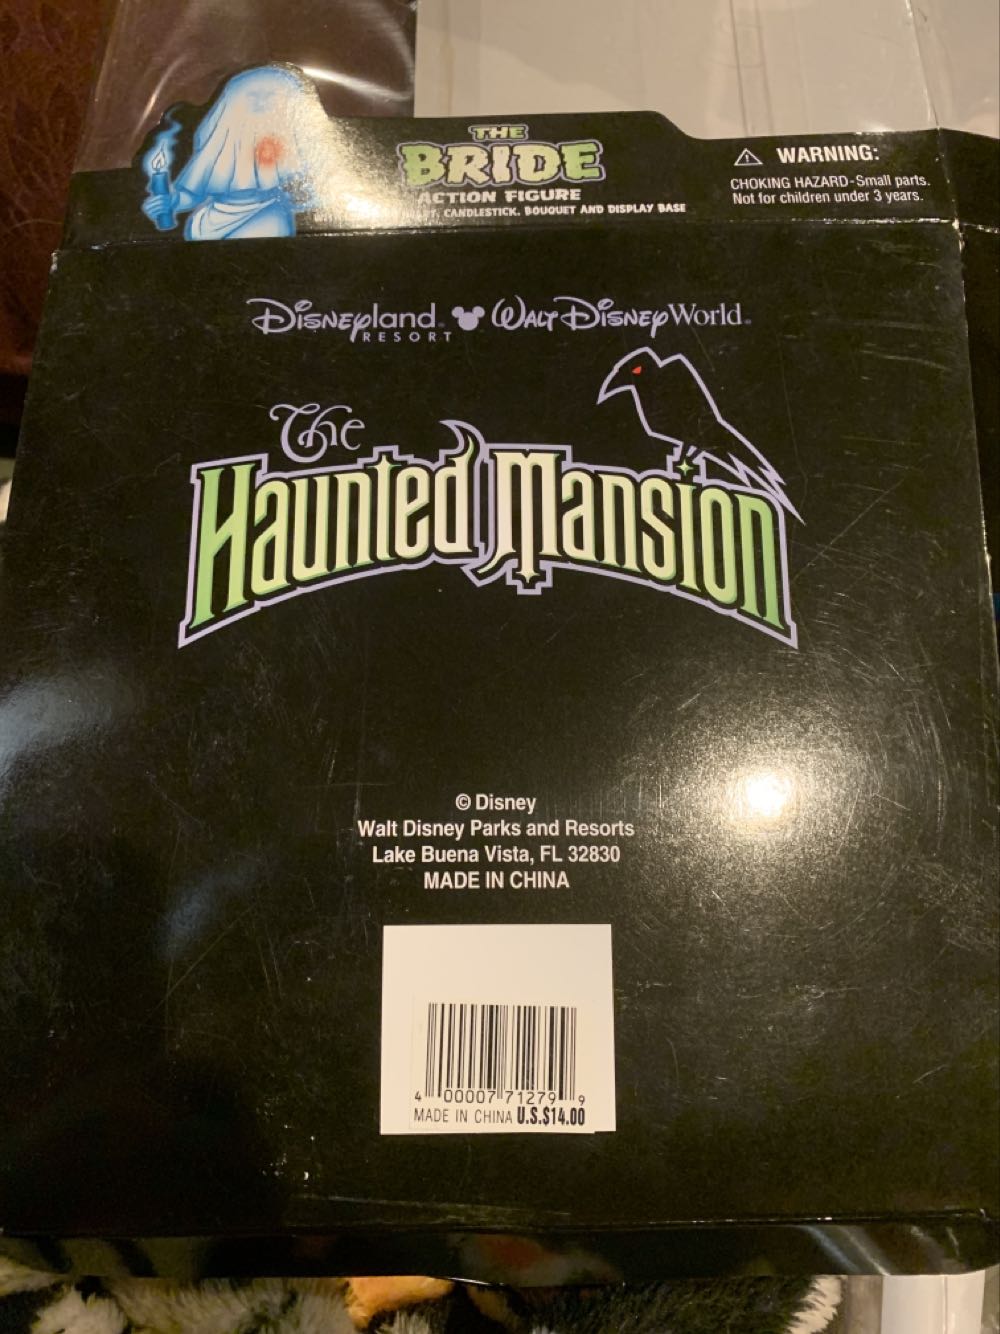 THE
BRIDE
ACTION FIGURE
CANDLESTICK, BOUQUET AND DISPLAY BASE
WARNING:
CHOKING HAZARD-Small parts.
Not for children under 3 years.
Disneyland Walt Disney World
RESORT
The
Haunted Mansion
© Disney
Walt Disney Parks and Resorts
Lake Buena Vista, FL 32830
MADE IN CHINA
4 00007 71279 9
MADE IN CHINA U.S.$14.00